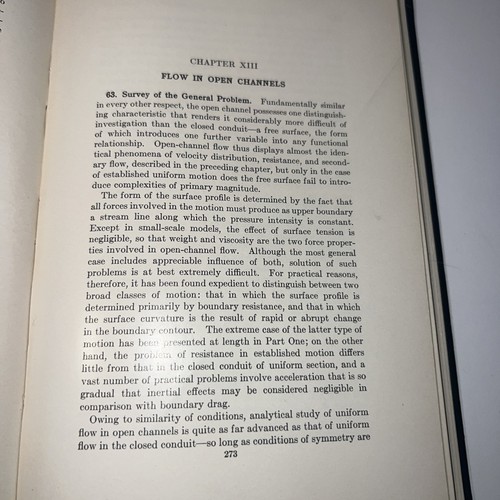 CHAPTER XIII
FLOW IN OPEN CHANNELS
63. Survey of the General Problem. Fundamentally similar
in every other respect, the open channel possesses one distinguish-
ing characteristic that renders it considerably more difficult of
investigation than the closed conduit—a free surface, the form
of which introduces one further variable into any functional
relationship. Open-channel flow thus displays almost the iden-
tical phenomena of velocity distribution, resistance, and second-
ary flow, described in the preceding chapter, but only in the case
of established uniform motion does the free surface fail to intro-
duce complexities of primary magnitude.
The form of the surface profile is determined by the fact that
all forces involved in the motion must produce as upper boundary
a stream line along which the pressure intensity is constant.
Except in small-scale models, the effect of surface tension is
negligible, so that weight and viscosity are the two fluid proper-
ties involved in open-channel flow. Although the most general
case includes appreciable influence of both, solution of such
problems is at best extremely difficult. For practical reasons,
therefore, it has been found expedient to distinguish between two
broad classes of motion: that in which the surface profile is
determined primarily by boundary resistance, and that in which
the surface curvature is the result of rapid or abrupt change
in the boundary contour. The extreme case of the latter type of
motion has been presented at length in Part One; on the other
hand, the problem of resistance in established motion differs
little from that in the closed conduit of uniform section, and a
vast number of practical problems involve acceleration that is so
gradual that inertial effects may be considered negligible in
comparison with boundary drag.
Owing to similarity of conditions, analytical study of uniform
flow in open channels is quite as far advanced as that of uniform
flow in the closed conduit—so long as conditions of symmetry are
273